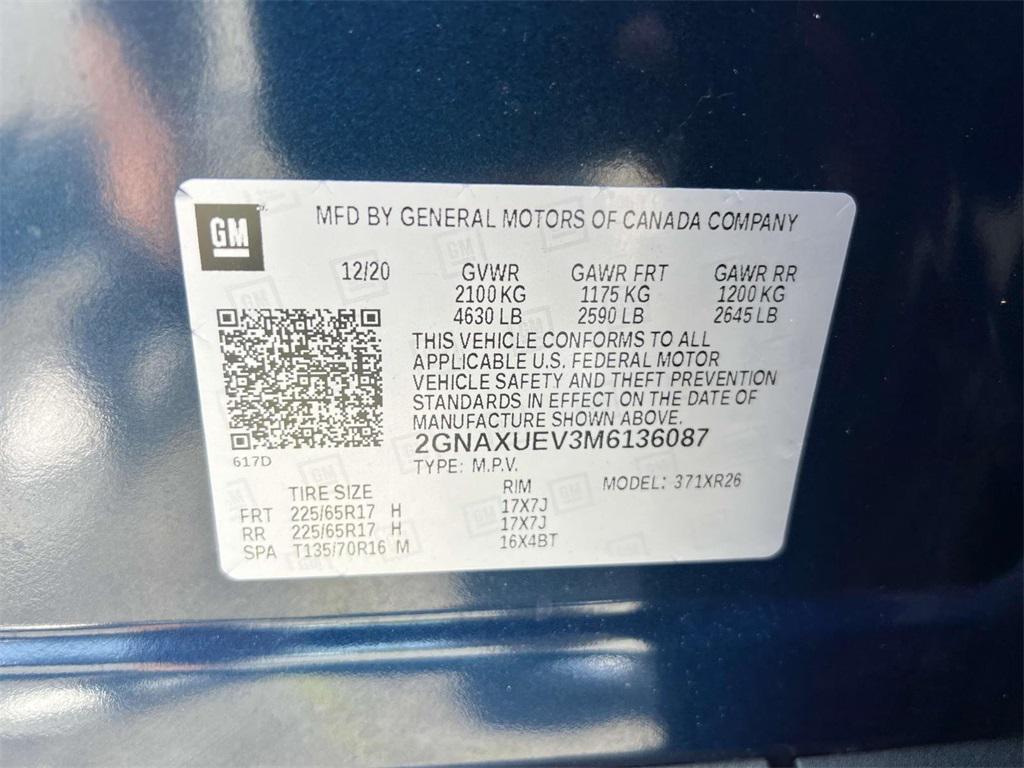 GM
MFD BY GENERAL MOTORS OF CANADA COMPANY
12/20 GVWR GAWR FRT GAWR RR
2100 KG 1175 KG 1200 KG
4630 LB 2590 LB 2645 LB
THIS VEHICLE CONFORMS TO ALL
APPLICABLE U.S. FEDERAL MOTOR
VEHICLE SAFETY AND THEFT PREVENTION
STANDARDS IN EFFECT ON THE DATE OF
MANUFACTURE SHOWN ABOVE.
2GNAXUEV3M6136087
617D
TYPE: M.P.V.
TIRE SIZE RIM MODEL: 371XR26
FRT 225/65R17 H 17X7J
RR 225/65R17 H 17X7J
SPA T135/70R16 M 16X4BT